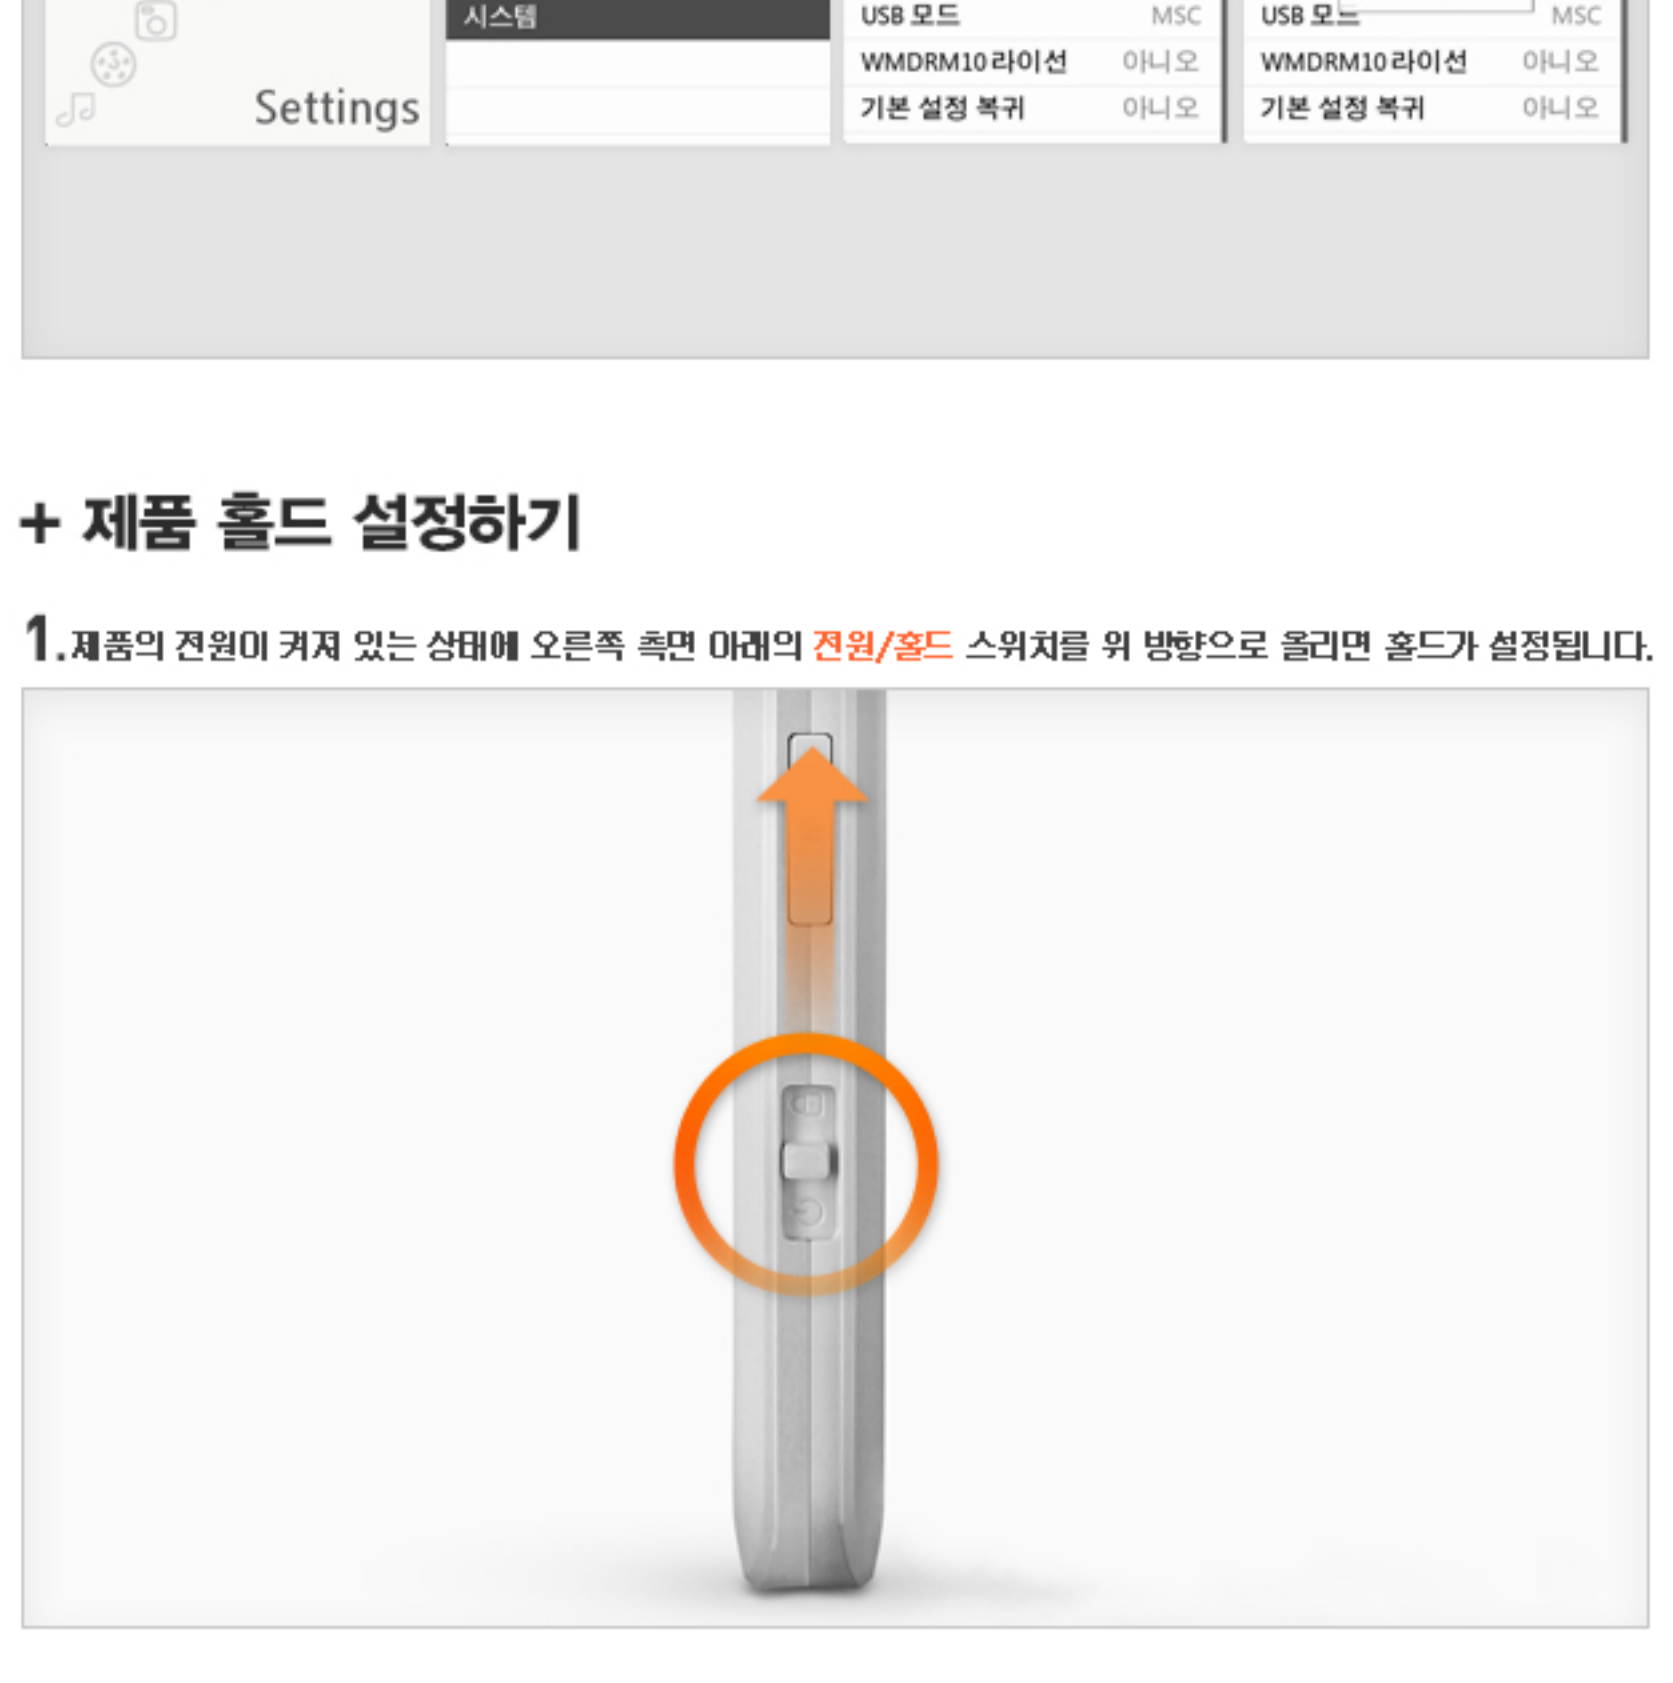 시스템
USB 모드 MSC
USB 모드 MSC
WMDRM10 라이선 아니오
WMDRM10 라이선 아니오
Settings
기본 설정 복귀 아니오
기본 설정 복귀 아니오
+ 제품 홀드 설정하기
1. 제품의 전원이 켜져 있는 상태에 오른쪽 측면 아래의 전원/홀드 스위치를 위 방향으로 올리면 홀드가 설정됩니다.